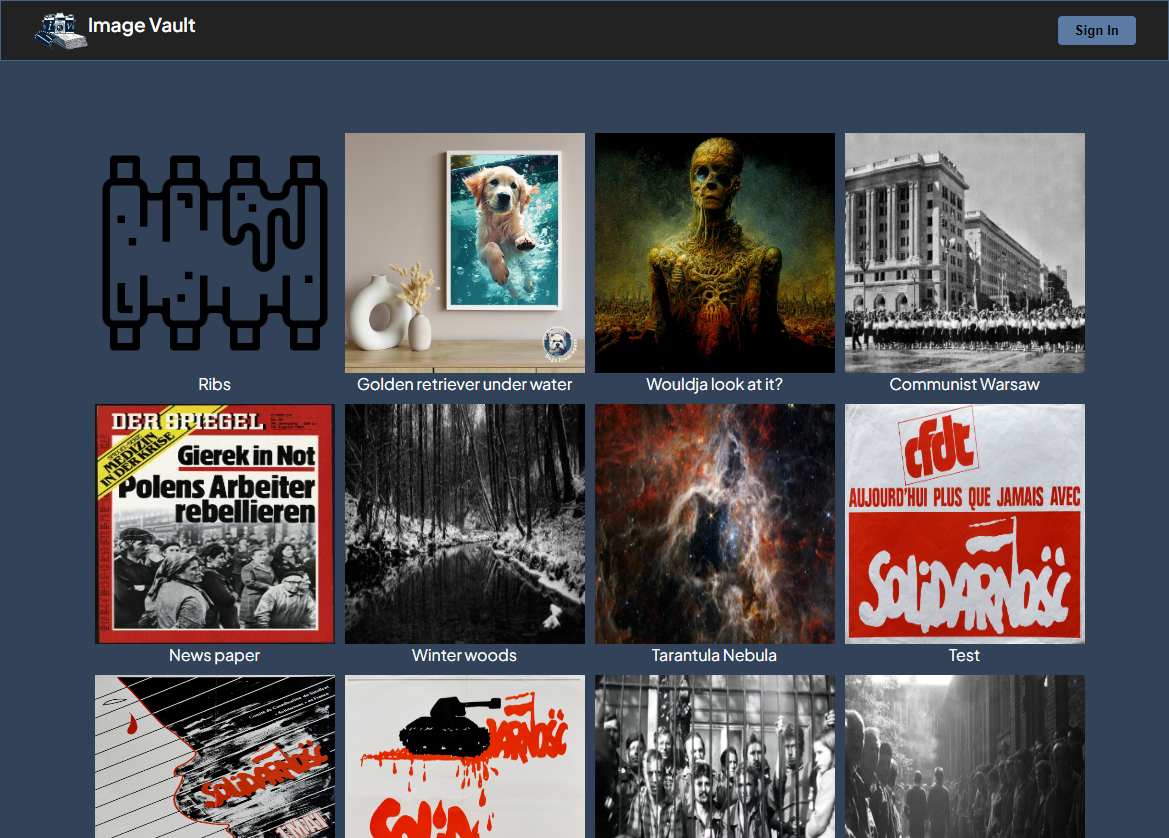 Image Vault
Sign In
Ribs
Golden retriever under water
Wouldja look at it?
Communist Warsaw
DER SPIEGEL
MEDIZIN
IN DER KRISE
Gierek in Not
Polens Arbeiter
rebellieren
cfdt
AUJOURD'HUI PLUS QUE JAMAIS AVEC
SOLIDARNOŚĆ
News paper
Winter woods
Tarantula Nebula
Test
SOLIDARNOŚĆ
DARNOŚĆ
SOLID